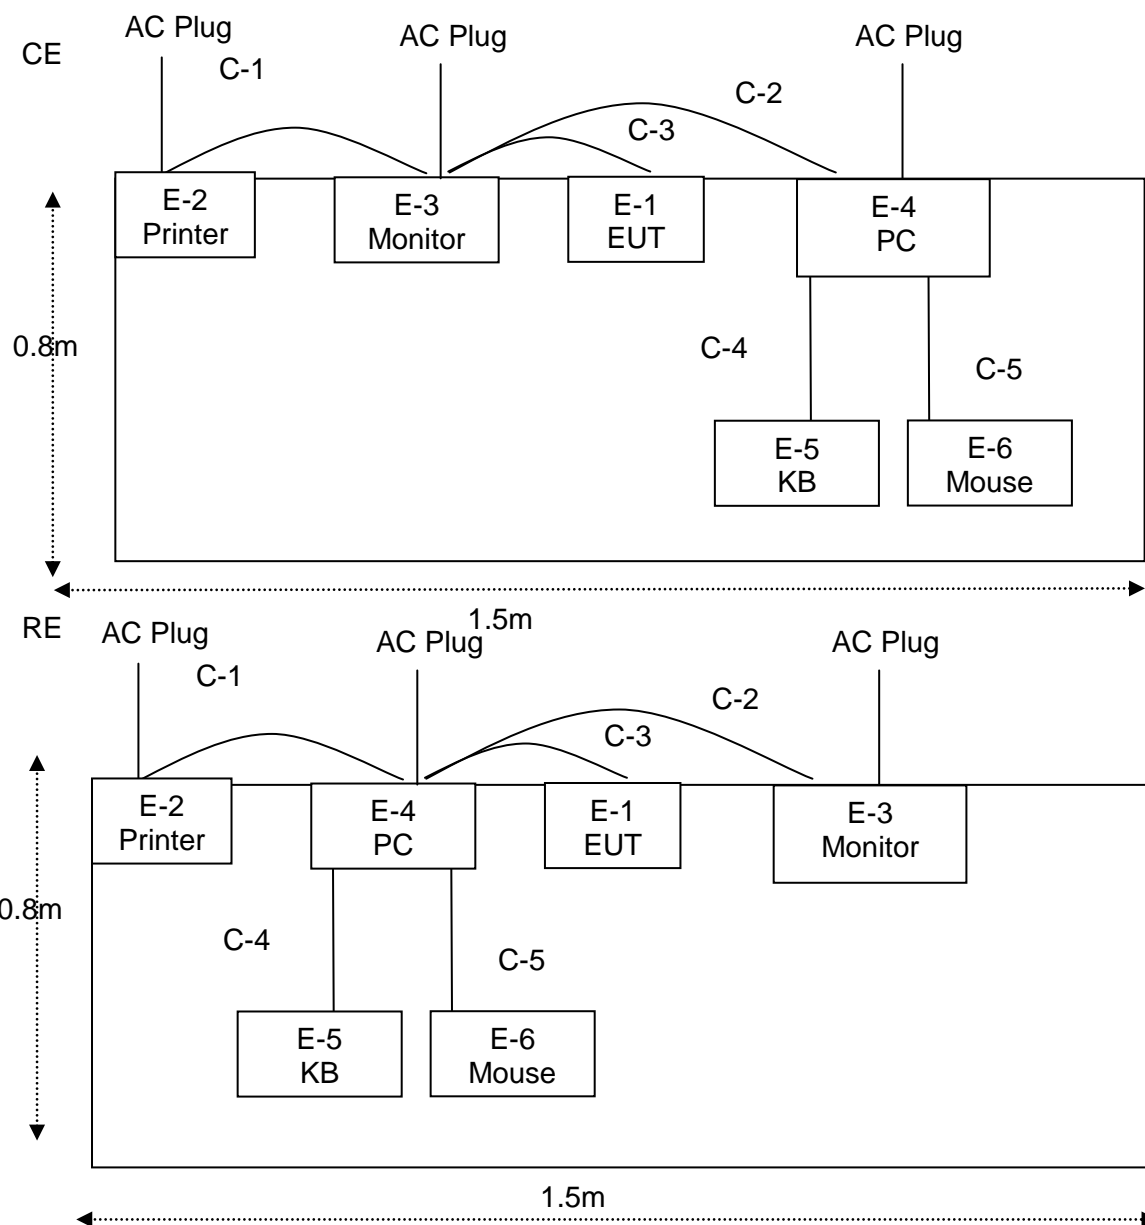 CE
AC Plug
AC Plug
AC Plug
C-1
C-2
C-3
E-2
Printer
E-3
Monitor
E-1
EUT
E-4
PC
0.8m
C-4
C-5
E-5
KB
E-6
Mouse
1.5m
RE
AC Plug
AC Plug
AC Plug
C-1
C-2
C-3
E-2
Printer
E-4
PC
E-1
EUT
E-3
Monitor
0.8m
C-4
C-5
E-5
KB
E-6
Mouse
1.5m